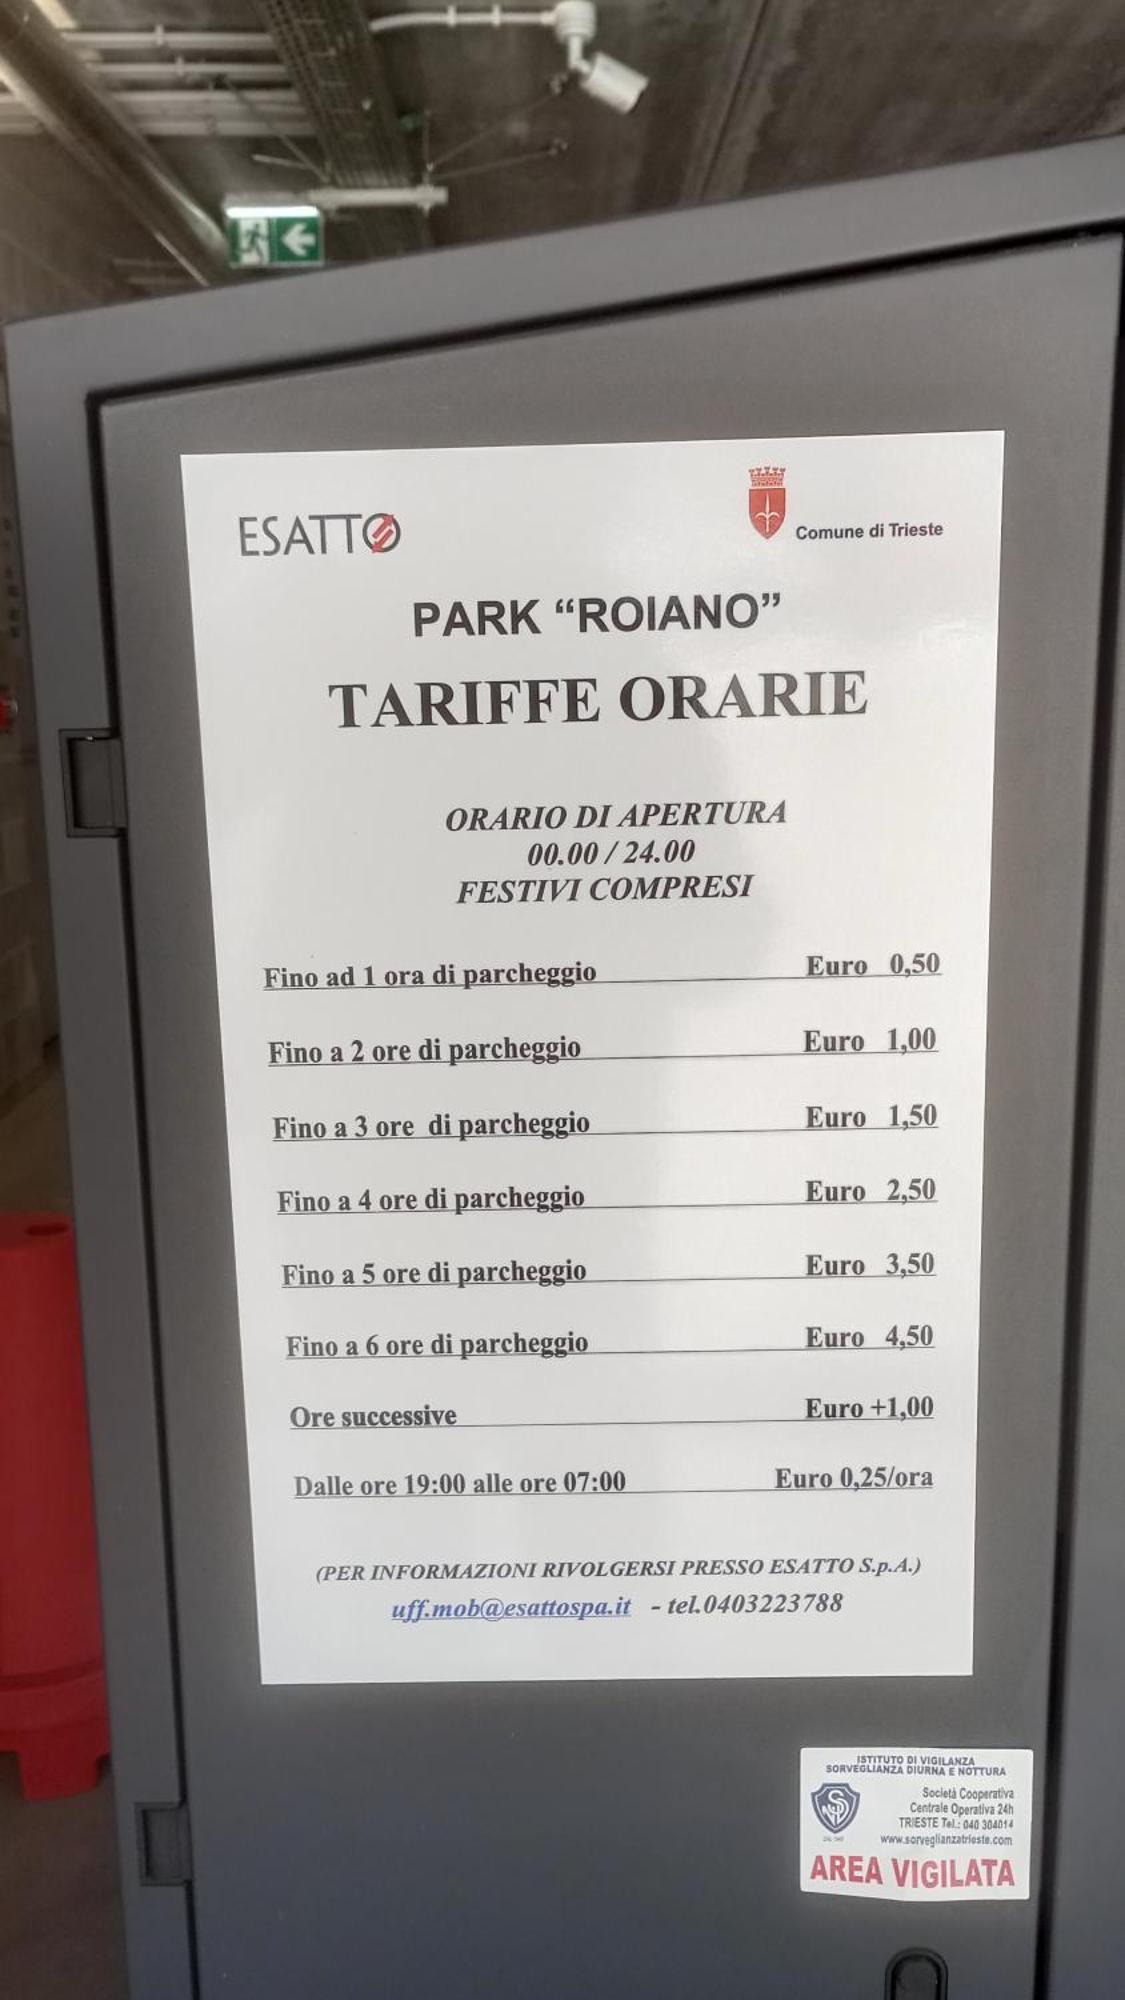 ESATTO
Comune di Trieste
PARK “ROIANO”
TARIFFE ORARIE
ORARIO DI APERTURA
00.00 / 24.00
FESTIVI COMPRESI
Fino ad 1 ora di parcheggio Euro 0,50
Fino a 2 ore di parcheggio Euro 1,00
Fino a 3 ore di parcheggio Euro 1,50
Fino a 4 ore di parcheggio Euro 2,50
Fino a 5 ore di parcheggio Euro 3,50
Fino a 6 ore di parcheggio Euro 4,50
Ore successive Euro +1,00
Dalle ore 19:00 alle ore 07:00 Euro 0,25/ora
(PER INFORMAZIONI RIVOLGERSI PRESSO ESATTO S.p.A.)
uff.mob@esattospa.it - tel.0403223788
ISTITUTO DI VIGILANZA
SORVEGLIANZA DIURNA E NOTTURA
Società Cooperativa
Centrale Operativa 24h
TRIESTE Tel.: 040 304014
www.sorveglianzatrieste.com
AREA VIGILATA